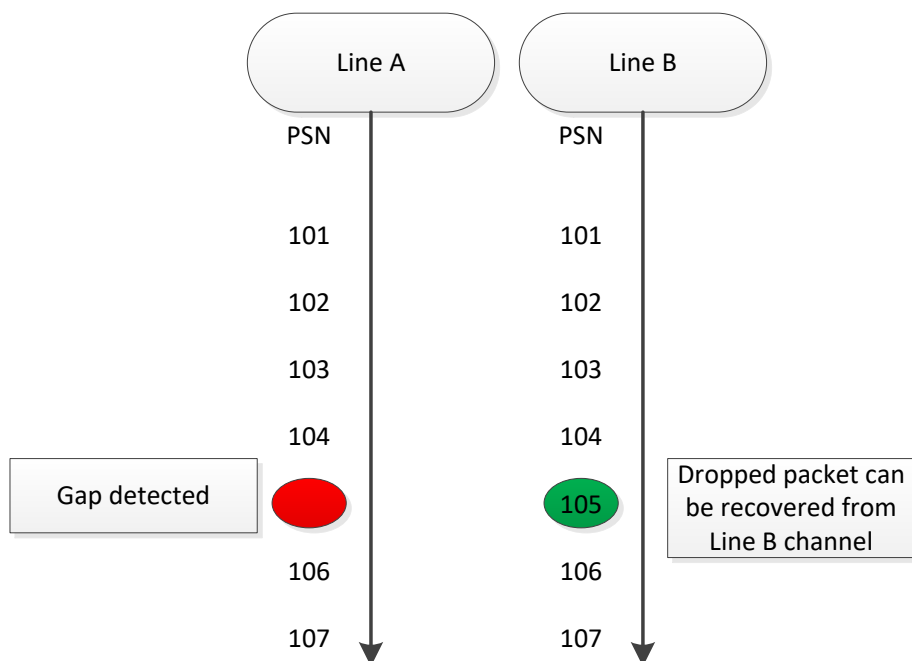 Line A
Line B
PSN
PSN
101
101
102
102
103
103
104
104
Gap detected
105
Dropped packet can
be recovered from
Line B channel
106
106
107
107